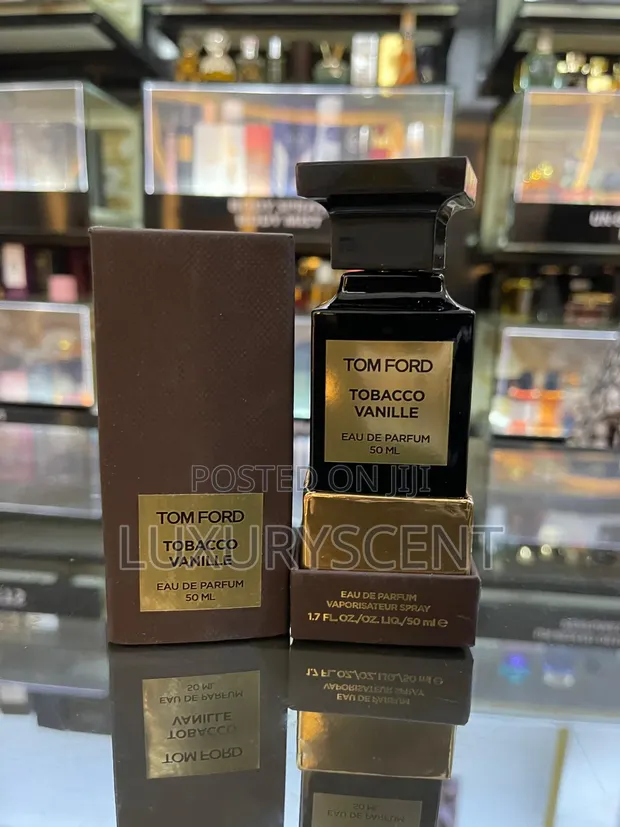 TOM FORD
TOBACCO
VANILLE
EAU DE PARFUM
50 ML
POSTED ON JIJI
LUXURYSCENT
TOM FORD
TOBACCO
VANILLE
EAU DE PARFUM
50 ML
EAU DE PARFUM
VAPORISATEUR SPRAY
1.7 FL.OZ./OZ. LIQ./50 ml e